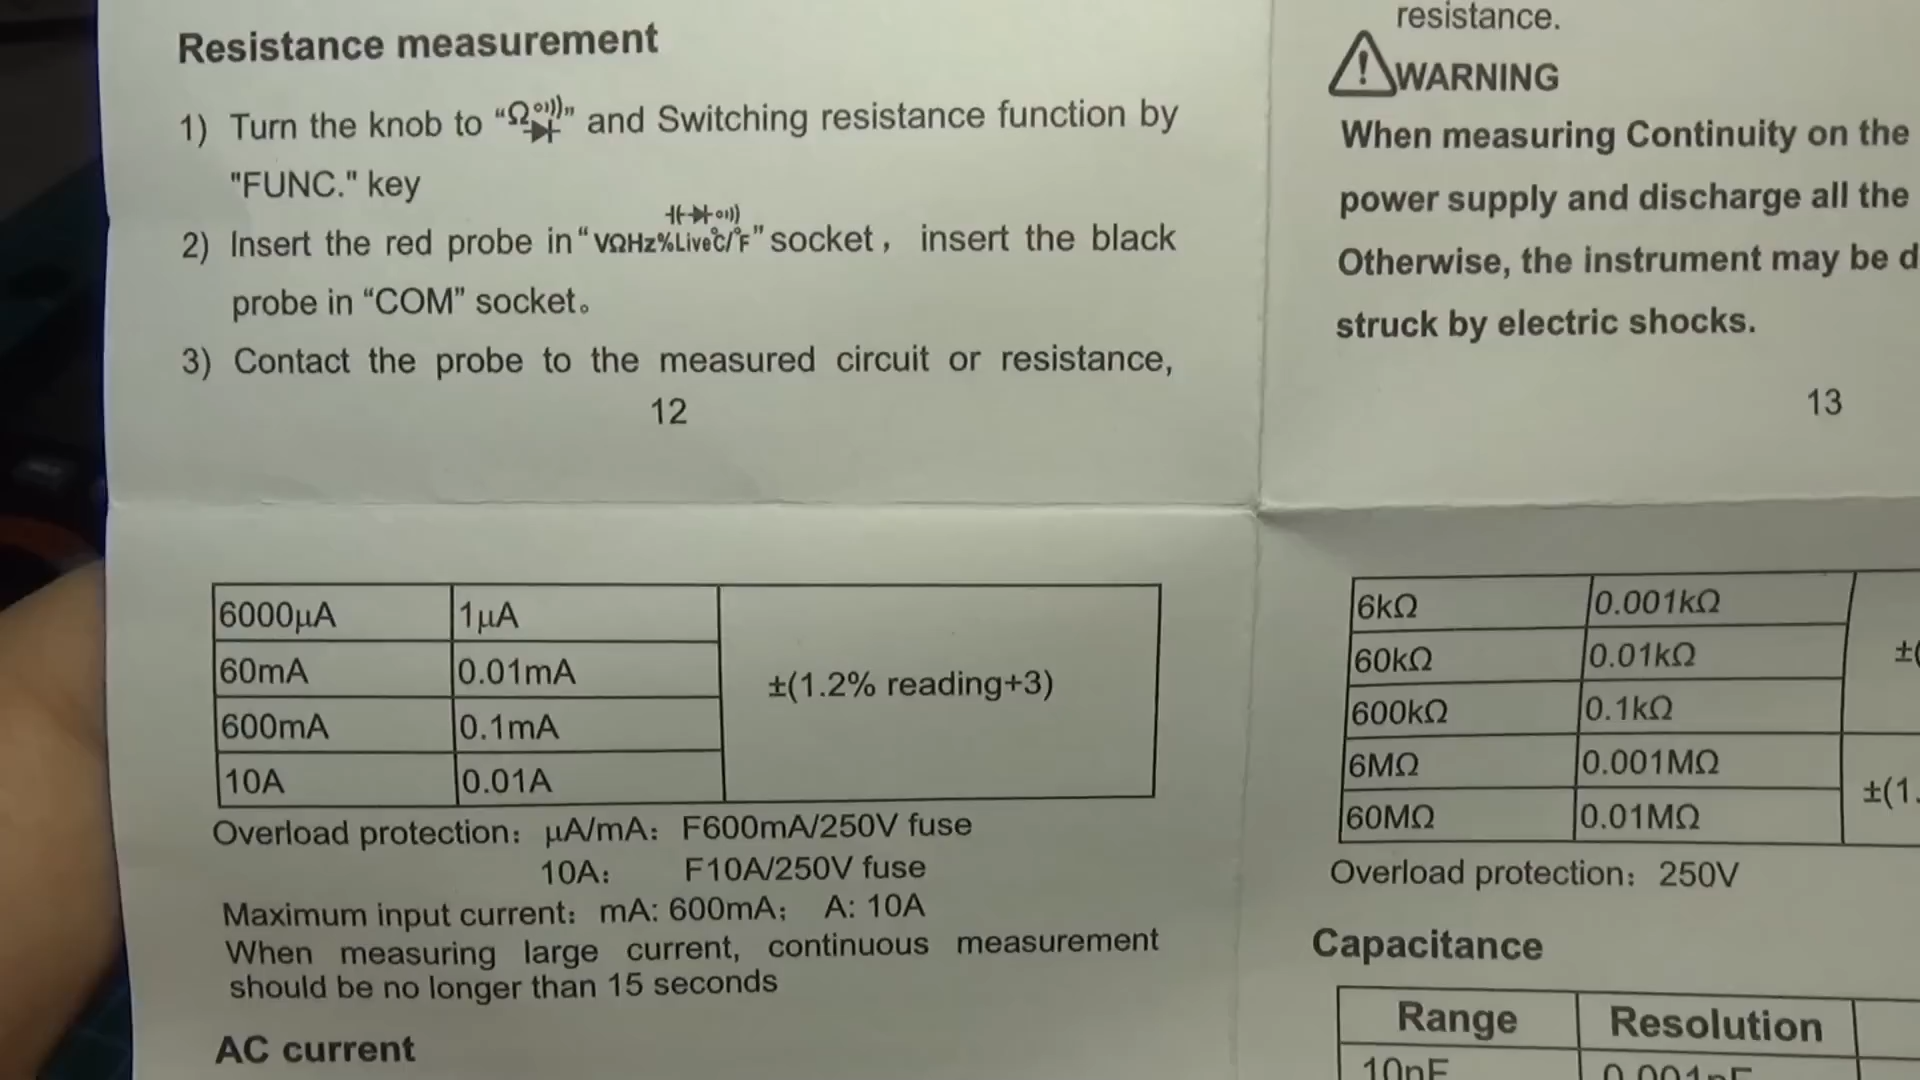 Resistance measurement
1) Turn the knob to “Ω” and Switching resistance function by
"FUNC." key
2) Insert the red probe in “VΩHz%Live℃/℉” socket， insert the black
probe in “COM” socket。
3) Contact the probe to the measured circuit or resistance,
12
resistance.
WARNING
When measuring Continuity on the
power supply and discharge all the
Otherwise, the instrument may be d
struck by electric shocks.
13
6000μA 1μA
60mA 0.01mA
±(1.2% reading+3)
600mA 0.1mA
10A 0.01A
Overload protection： μA/mA： F600mA/250V fuse
10A： F10A/250V fuse
Maximum input current：mA: 600mA； A: 10A
When measuring large current, continuous measurement
should be no longer than 15 seconds
AC current
6kΩ 0.001kΩ
60kΩ 0.01kΩ ±(
600kΩ 0.1kΩ
6MΩ 0.001MΩ
±(1.
60MΩ 0.01MΩ
Overload protection：250V
Capacitance
Range Resolution
10nF 0.001nF